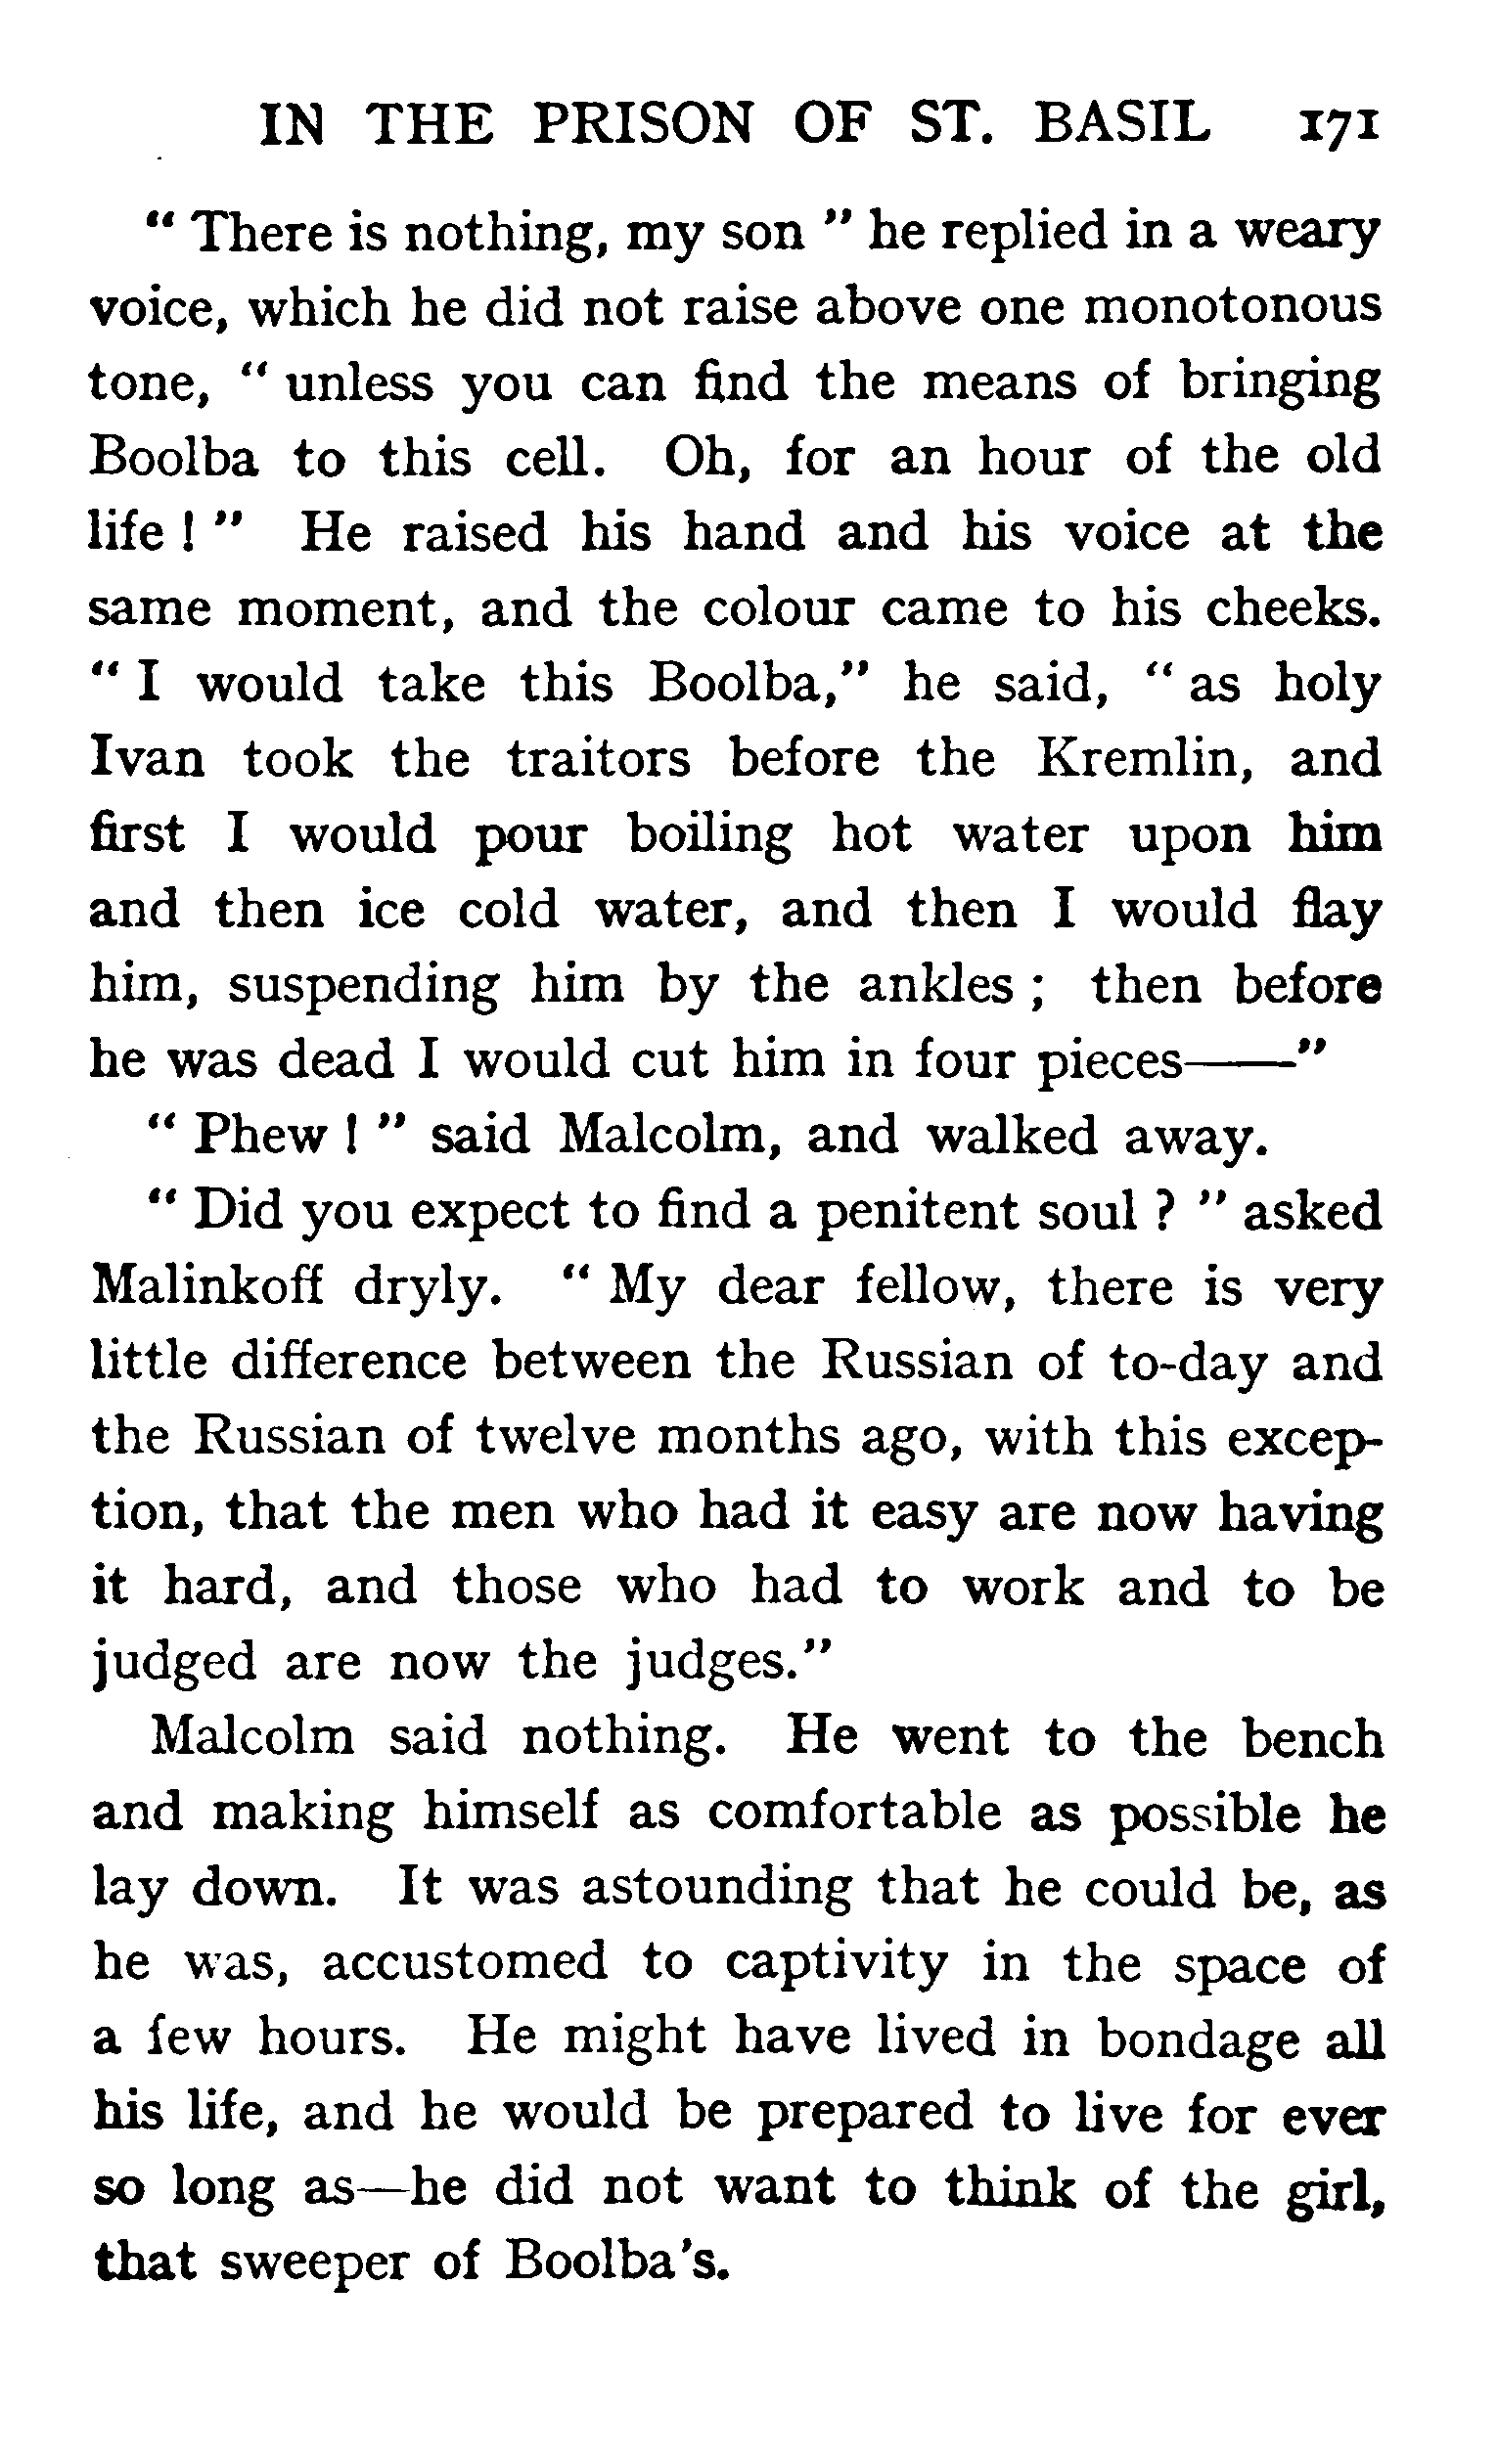 IN THE PRISON OF ST. BASIL 171
" There is nothing, my son " he replied in a weary
voice, which he did not raise above one monotonous
tone, " unless you can find the means of bringing
Boolba to this cell. Oh, for an hour of the old
life ! " He raised his hand and his voice at the
same moment, and the colour came to his cheeks.
" I would take this Boolba," he said, " as holy
Ivan took the traitors before the Kremlin, and
first I would pour boiling hot water upon him
and then ice cold water, and then I would flay
him, suspending him by the ankles ; then before
he was dead I would cut him in four pieces——"
" Phew ! " said Malcolm, and walked away.
" Did you expect to find a penitent soul ? " asked
Malinkoff dryly. " My dear fellow, there is very
little difference between the Russian of to-day and
the Russian of twelve months ago, with this excep-
tion, that the men who had it easy are now having
it hard, and those who had to work and to be
judged are now the judges."
Malcolm said nothing. He went to the bench
and making himself as comfortable as possible he
lay down. It was astounding that he could be, as
he was, accustomed to captivity in the space of
a few hours. He might have lived in bondage all
his life, and he would be prepared to live for ever
so long as—he did not want to think of the girl,
that sweeper of Boolba's.